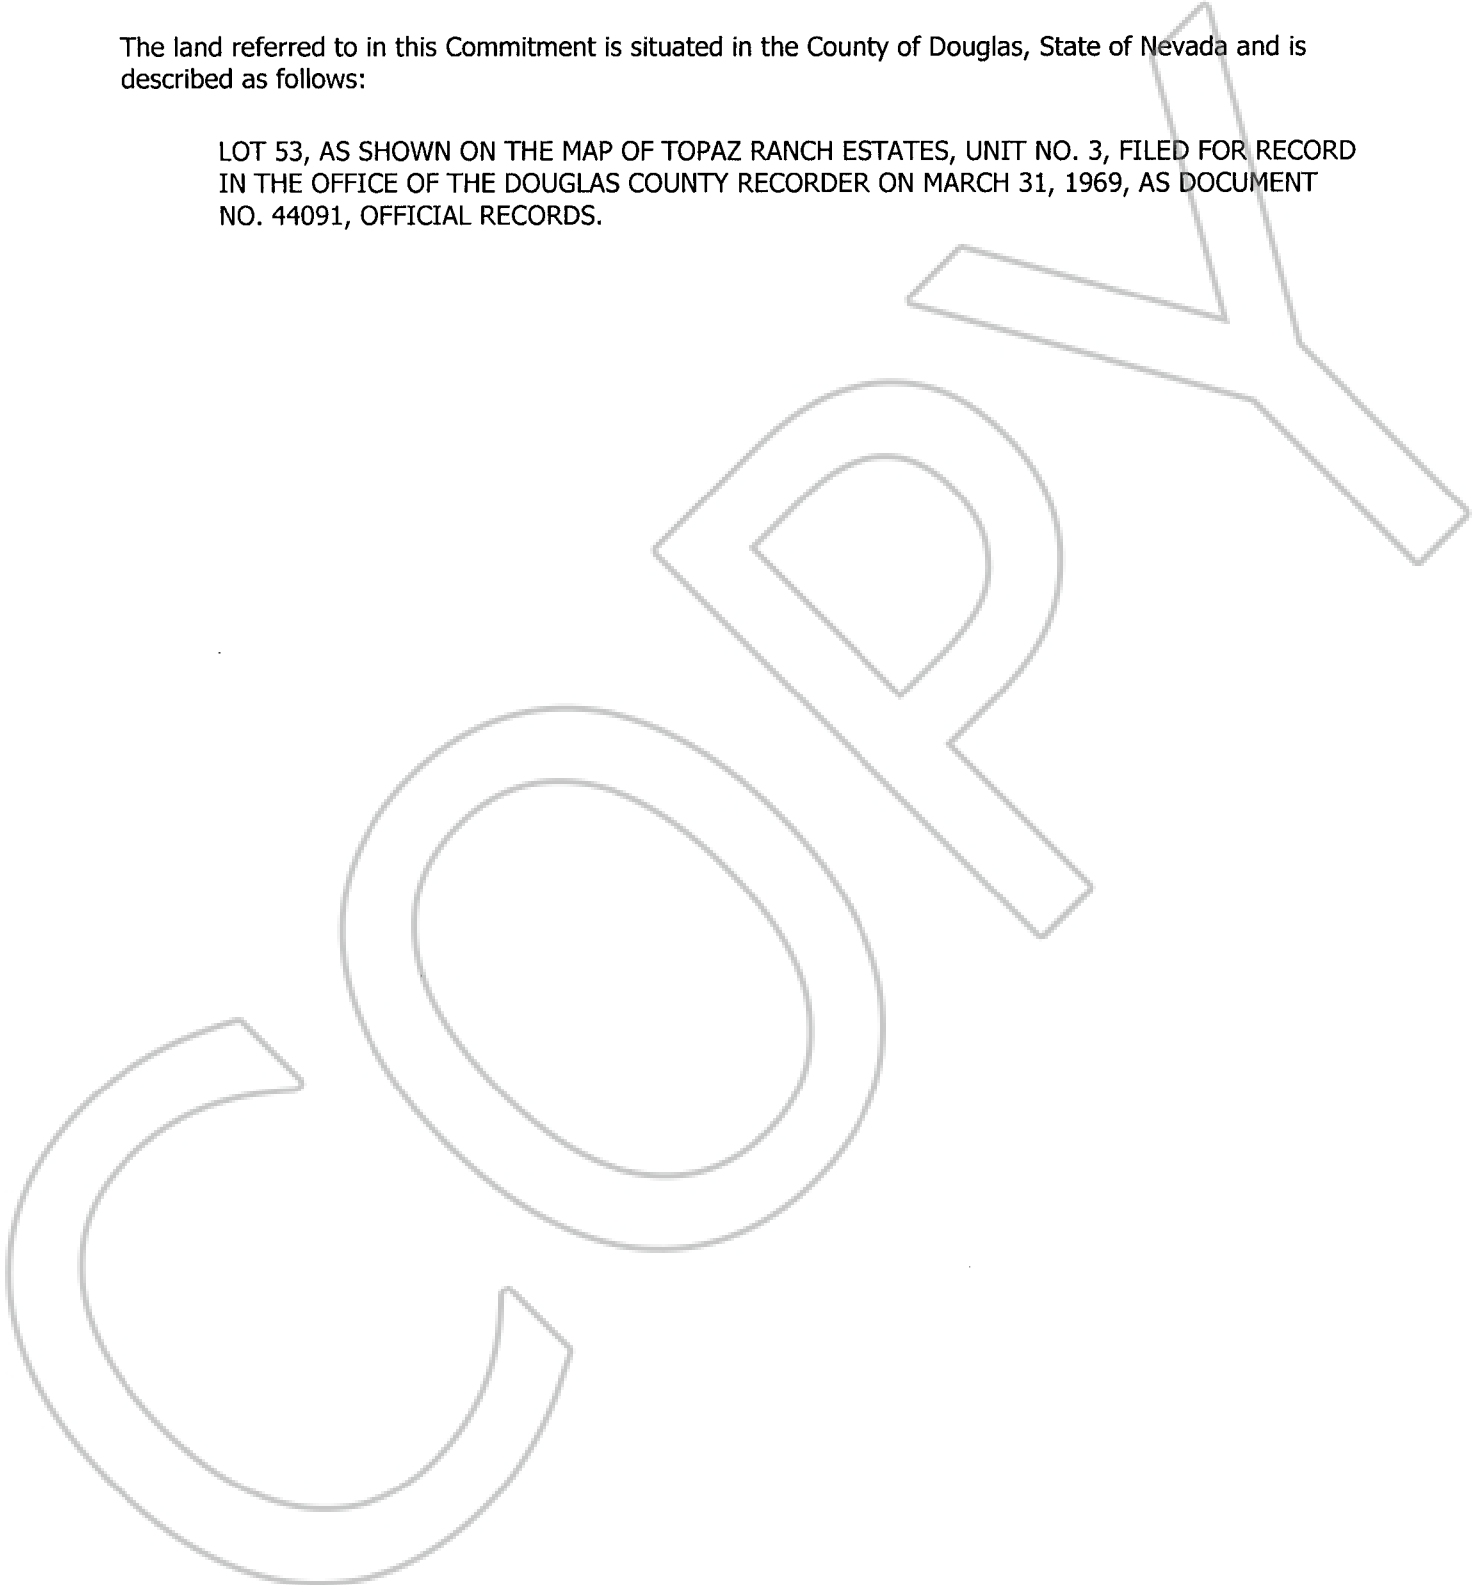 The land referred to in this Commitment is situated in the County of Douglas, State of Nevada and is
described as follows:
LOT 53, AS SHOWN ON THE MAP OF TOPAZ RANCH ESTATES, UNIT NO. 3, FILED FOR RECORD
IN THE OFFICE OF THE DOUGLAS COUNTY RECORDER ON MARCH 31, 1969, AS DOCUMENT
NO. 44091, OFFICIAL RECORDS.
COPY